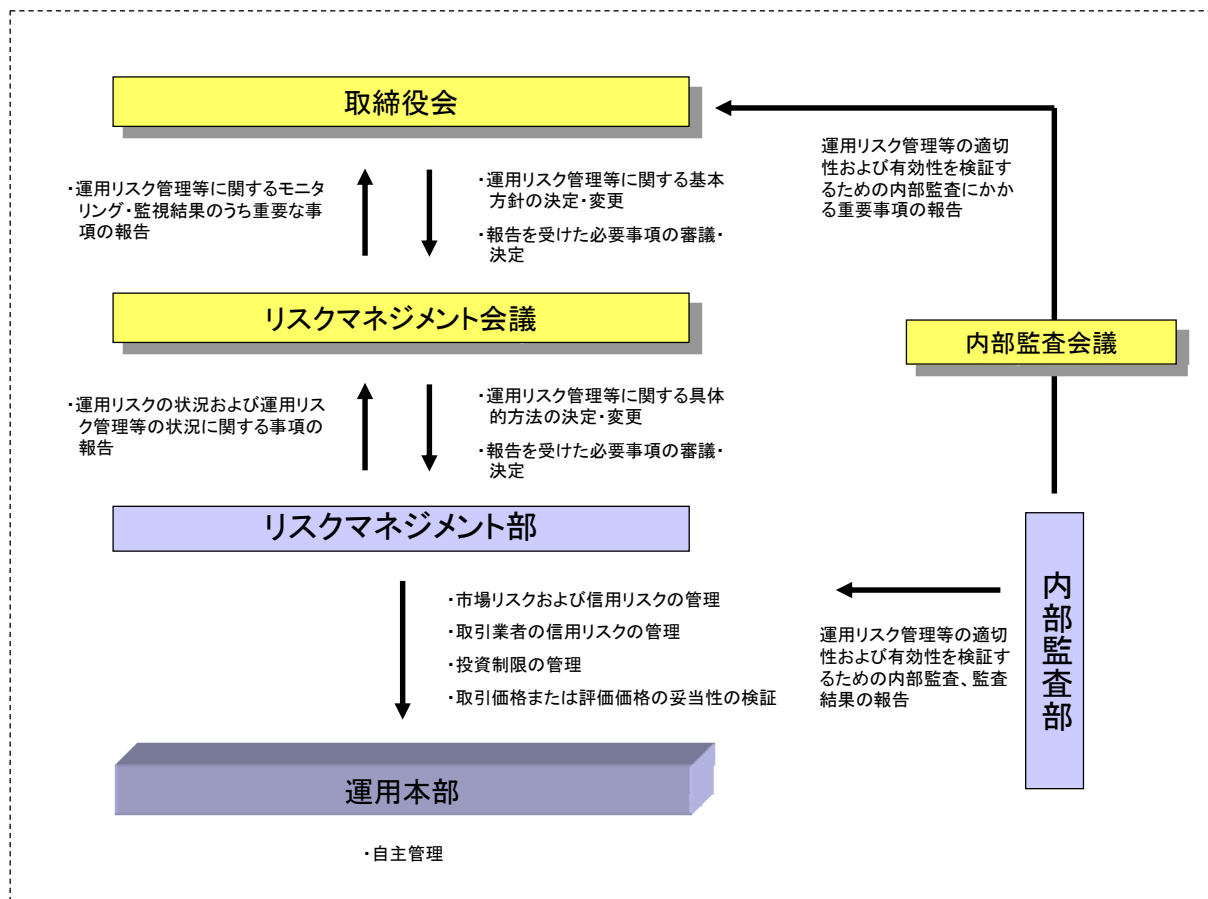 取締役会
・運用リスク管理等に関するモニ
タリング・監視結果のうち重要な事
項の報告
・運用リスク管理等に関する基本
方針の決定・変更
・報告を受けた必要事項の審議・
決定
運用リスク管理等の適切
性および有効性を検証す
るための内部監査にかか
る重要事項の報告
リスクマネジメント会議
内部監査会議
・運用リスクの状況および運用リス
ク管理等の状況に関する事項の
報告
・運用リスク管理等に関する具体
的方法の決定・変更
・報告を受けた必要事項の審議・
決定
リスクマネジメント部
内部監査部
・市場リスクおよび信用リスクの管理
・取引業者の信用リスクの管理
・投資制限の管理
・取引価格または評価価格の妥当性の検証
運用リスク管理等の適切
性および有効性を検証す
るための内部監査、監査
結果の報告
運用本部
・自主管理